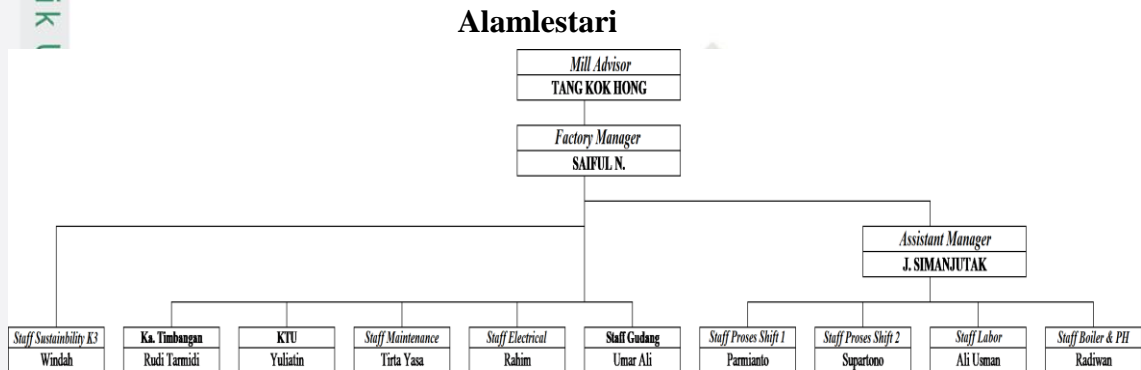 ik U
Alamlestari
Mill Advisor
TANG KOK HONG
Factory Manager
SAIFUL N.
Assistant Manager
J. SIMANJUTAK
Staff Sustainbility K3
Windah
Ka. Timbangan
Rudi Tarmidi
KTU
Yuliatin
Staff Maintenance
Tirta Yasa
Staff Electrical
Rahim
Staff Gudang
Umar Ali
Staff Proses Shift 1
Parmianto
Staff Proses Shift 2
Supartono
Staff Labor
Ali Usman
Staff Boiler & PH
Radiwan